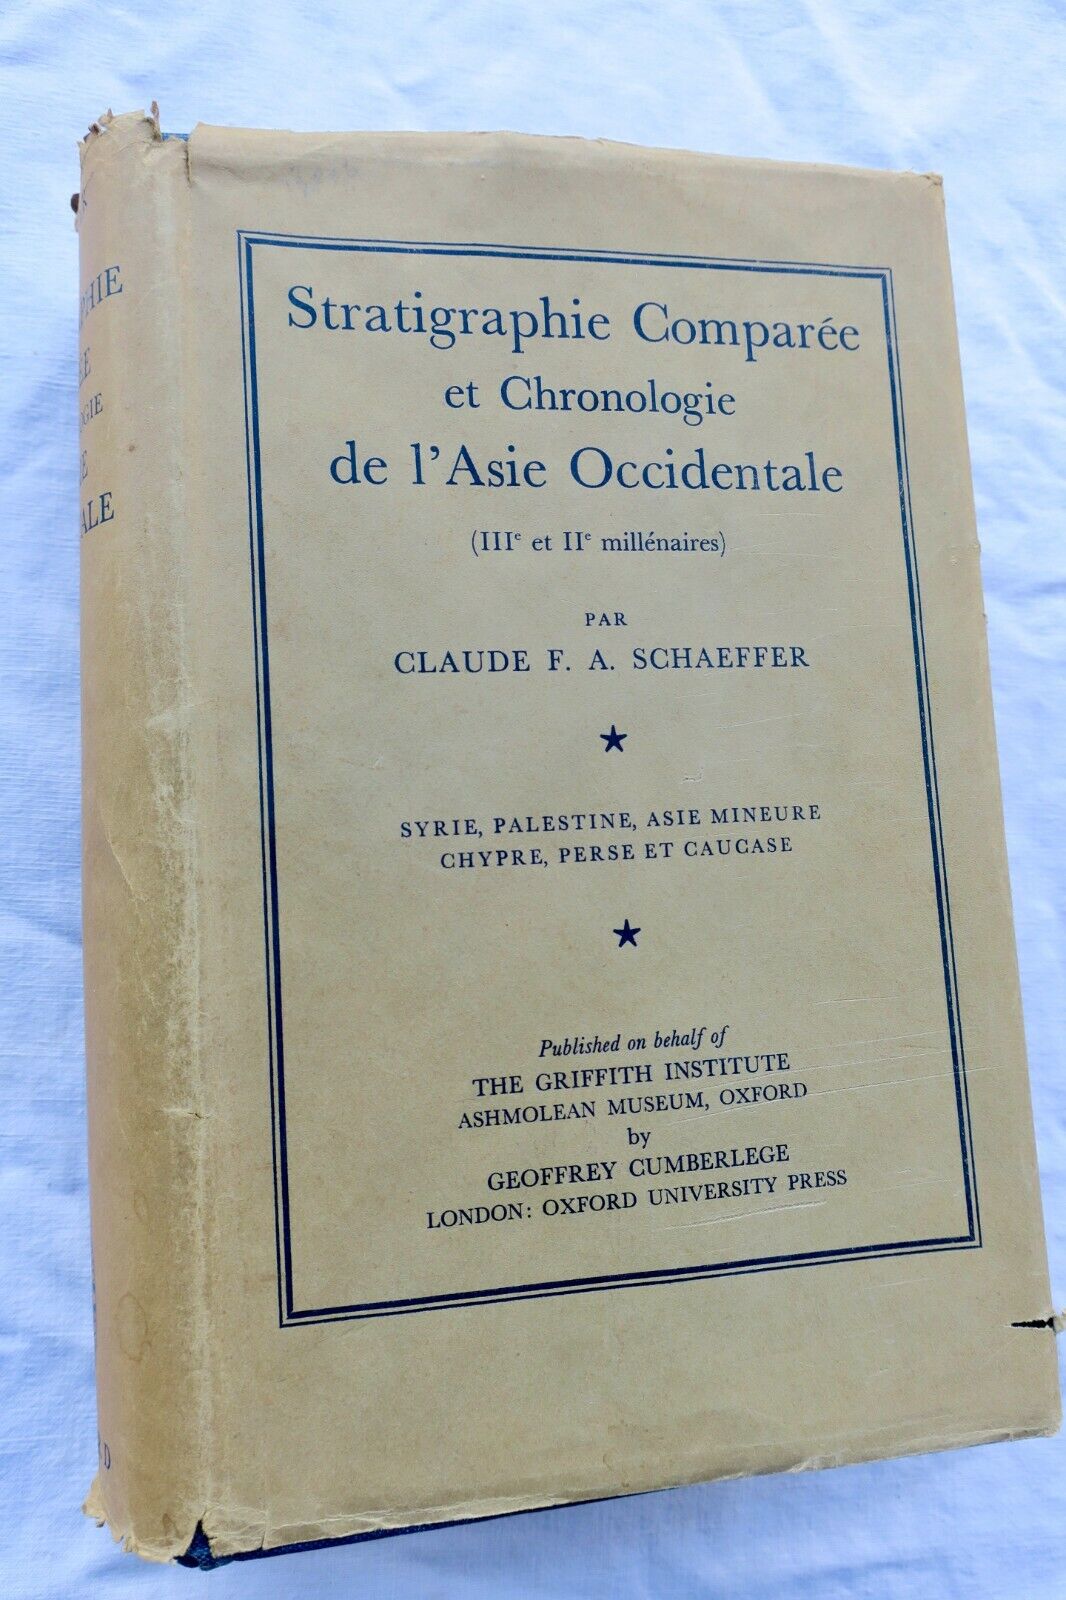 Stratigraphie Comparée
et Chronologie
de l'Asie Occidentale
(IIIe et IIe millénaires)
PAR
CLAUDE F. A. SCHAEFFER
SYRIE, PALESTINE, ASIE MINEURE
CHYPRE, PERSE ET CAUCASE
Published on behalf of
THE GRIFFITH INSTITUTE
ASHMOLEAN MUSEUM, OXFORD
by
GEOFFREY CUMBERLEGE
LONDON: OXFORD UNIVERSITY PRESS